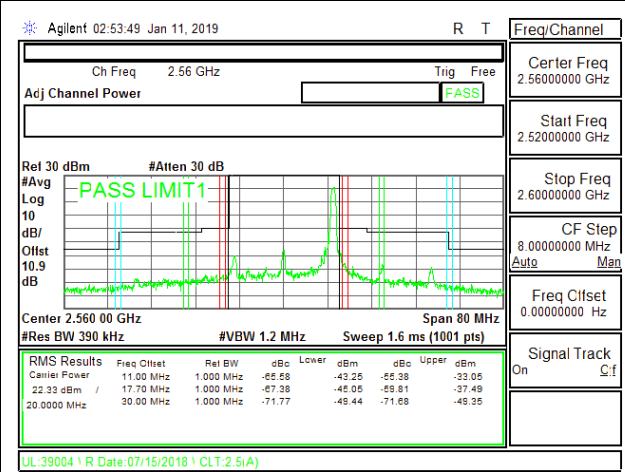 Agilent 02:53:49 Jan 11, 2019 R T
Freq/Channel
Ch Freq 2.56 GHz Trig Free
Adj Channel Power PASS
Center Freq
2.56000000 GHz
Start Freq
2.52000000 GHz
Stop Freq
2.60000000 GHz
CF Step
8.00000000 MHz
Auto Man
Freq Offset
0.00000000 Hz
Signal Track
On Off
Ref 30 dBm #Atten 30 dB
#Avg
Log
10
dB/
Offst
10.9
dB
PASS LIMIT1
Center 2.560 00 GHz Span 80 MHz
#Res BW 390 kHz #VBW 1.2 MHz Sweep 1.6 ms (1001 pts)
RMS Results Freq Offset Ref BW dBc Lower dBm dBc Upper dBm
Carrier Power 11.00 MHz 1.000 MHz -65.58 -43.25 -55.38 -33.05
22.33 dBm / 17.70 MHz 1.000 MHz -67.38 -45.05 -59.81 -37.49
20.0000 MHz 30.00 MHz 1.000 MHz -71.77 -49.44 -71.68 -49.35
UL:39004 \ R Date:07/15/2018 \ CLT:2.5(A)